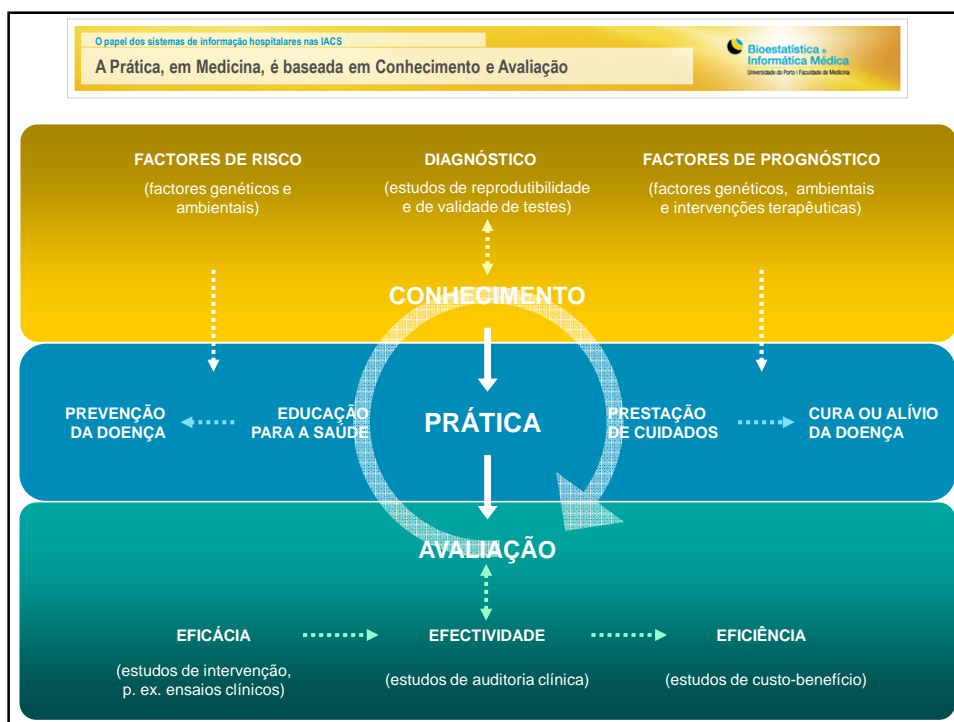 O papel dos sistemas de informação hospitalares nas IACS
A Prática, em Medicina, é baseada em Conhecimento e Avaliação
Bioestatística e
Informática Médica
Universidade do Porto | Faculdade de Medicina
FACTORES DE RISCO
(factores genéticos e
ambientais)
DIAGNÓSTICO
(estudos de reprodutibilidade
e de validade de testes)
FACTORES DE PROGNÓSTICO
(factores genéticos, ambientais
e intervenções terapêuticas)
CONHECIMENTO
PREVENÇÃO
DA DOENÇA
EDUCAÇÃO
PARA A SAÚDE
PRÁTICA
PRESTAÇÃO
DE CUIDADOS
CURA OU ALÍVIO
DA DOENÇA
AVALIAÇÃO
EFICÁCIA
(estudos de intervenção,
p. ex. ensaios clínicos)
EFECTIVIDADE
(estudos de auditoria clínica)
EFICIÊNCIA
(estudos de custo-benefício)